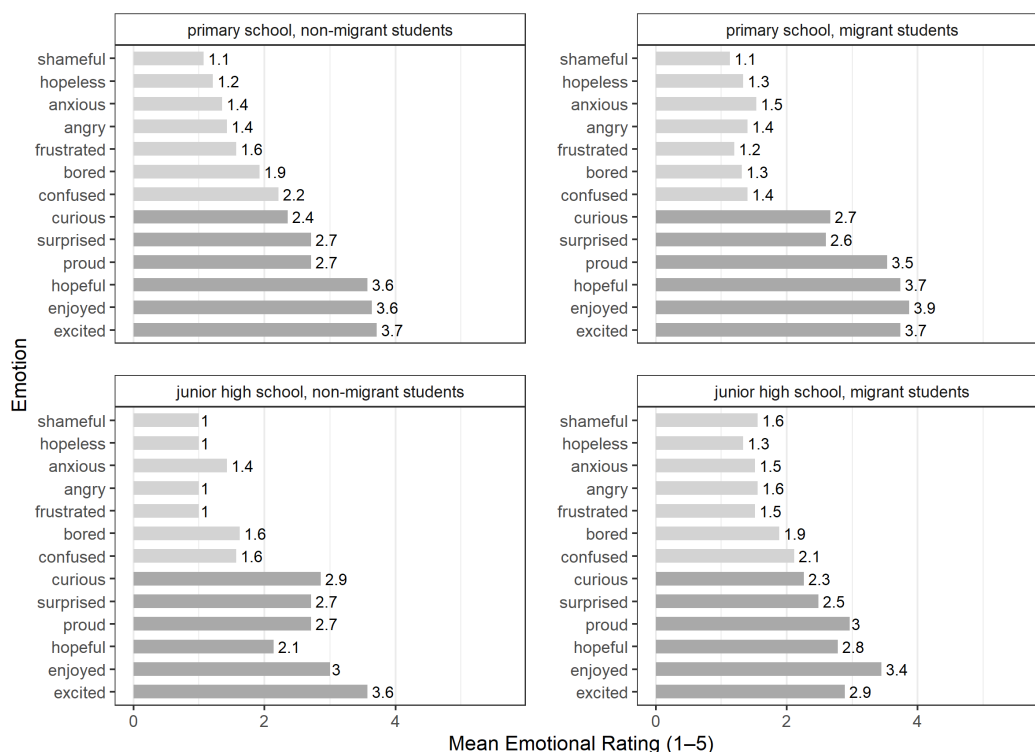 primary school, non-migrant students
primary school, migrant students
shameful 1.1
hopeless 1.2
anxious 1.4
angry 1.4
frustrated 1.6
bored 1.9
confused 2.2
curious 2.4
surprised 2.7
proud 2.7
hopeful 3.6
enjoyed 3.6
excited 3.7
shameful 1.1
hopeless 1.3
anxious 1.5
angry 1.4
frustrated 1.2
bored 1.3
confused 1.4
curious 2.7
surprised 2.6
proud 3.5
hopeful 3.7
enjoyed 3.9
excited 3.7
Emotion
junior high school, non-migrant students
junior high school, migrant students
shameful 1
hopeless 1
anxious 1.4
angry 1
frustrated 1
bored 1.6
confused 1.6
curious 2.9
surprised 2.7
proud 2.7
hopeful 2.1
enjoyed 3
excited 3.6
shameful 1.6
hopeless 1.3
anxious 1.5
angry 1.6
frustrated 1.5
bored 1.9
confused 2.1
curious 2.3
surprised 2.5
proud 3
hopeful 2.8
enjoyed 3.4
excited 2.9
0 2 4
0 2 4
Mean Emotional Rating (1–5)